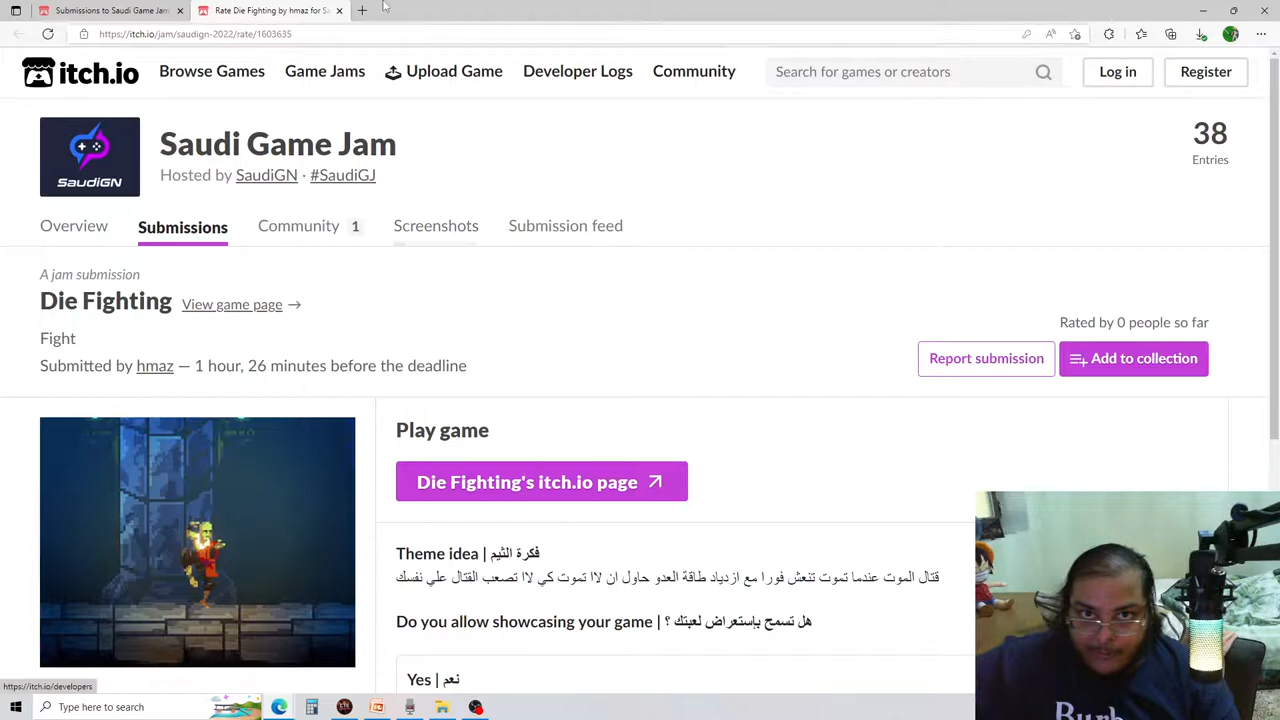 Submissions to Saudi Game Jam
Rate Die Fighting by hmaz for Sa
https://itch.io/jam/saudign-2022/rate/1603635
itch.io
Browse Games
Game Jams
Upload Game
Developer Logs
Community
Search for games or creators
Log in
Register
SaudiGN
Saudi Game Jam
Hosted by SaudiGN · #SaudiGJ
38
Entries
Overview
Submissions
Community 1
Screenshots
Submission feed
A jam submission
Die Fighting View game page →
Fight
Submitted by hmaz — 1 hour, 26 minutes before the deadline
Rated by 0 people so far
Report submission
Add to collection
Play game
Die Fighting's itch.io page
Theme idea | فكرة الثيم
قتال الموت عندما تموت تنعش فورا مع ازدياد طاقة العدو حاول ان لاا تموت كي لاا تصعب القتال علي نفسك
Do you allow showcasing your game | هل تسمح بإستعراض لعبتك ؟
Yes | نعم
https://itch.io/developers
Type here to search